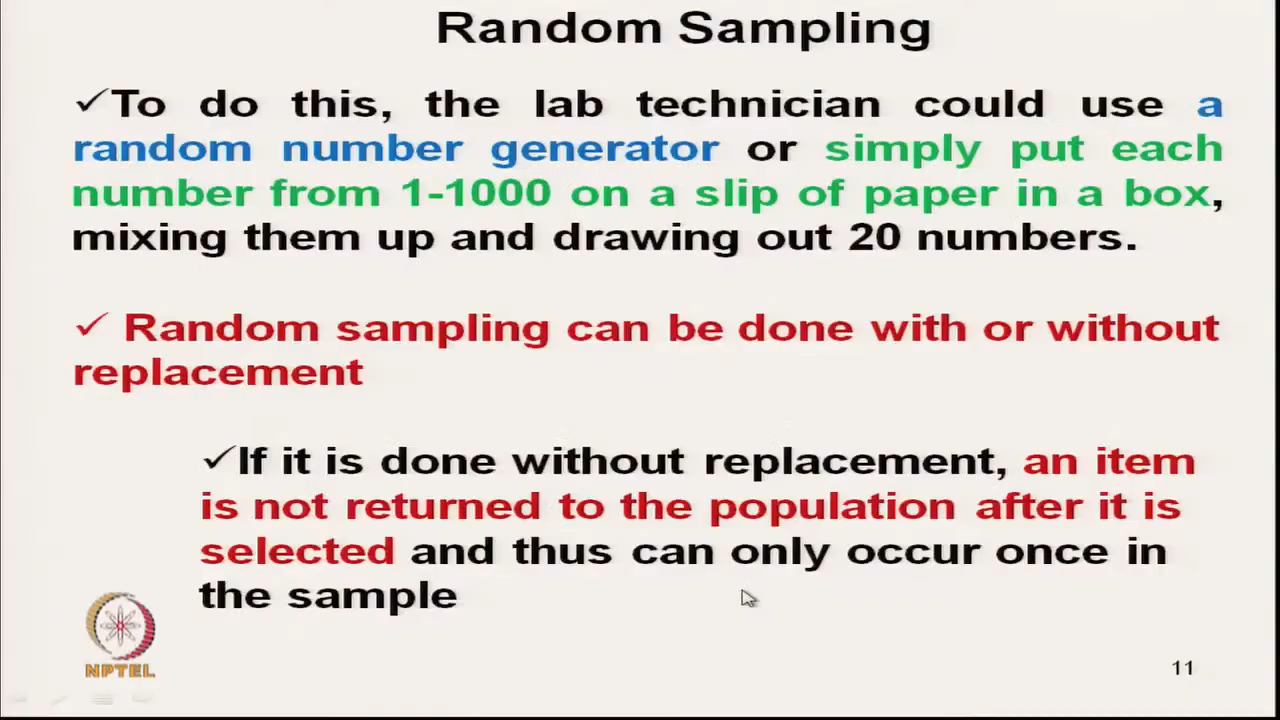 Random Sampling
✓To do this, the lab technician could use a
random number generator or simply put each
number from 1-1000 on a slip of paper in a box,
mixing them up and drawing out 20 numbers.
✓ Random sampling can be done with or without
replacement
✓If it is done without replacement, an item
is not returned to the population after it is
selected and thus can only occur once in
the sample
NPTEL
11